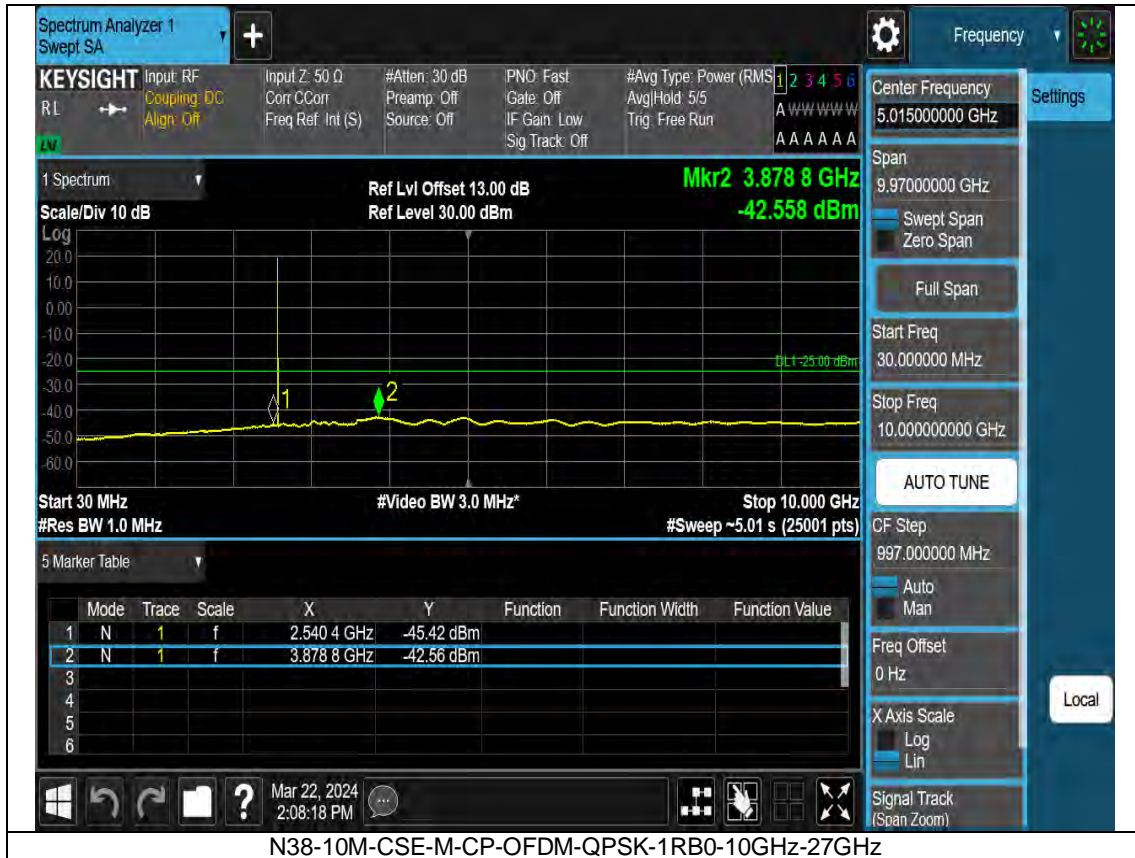 Spectrum Analyzer 1
Swept SA
Frequency
KEYSIGHT
RL
Input: RF
Coupling: DC
Align: Off
Input Z: 50 Ω
Corr CCorr
Freq Ref: Int (S)
#Atten: 30 dB
Preamp: Off
Source: Off
PNO: Fast
Gate: Off
IF Gain: Low
Sig Track: Off
#Avg Type: Power (RMS
Avg|Hold: 5/5
Trig: Free Run
1 2 3 4 5 6
A W W W W W
A A A A A A
LXI
1 Spectrum
Scale/Div 10 dB
Ref Lvl Offset 13.00 dB
Ref Level 30.00 dBm
Mkr2 3.878 8 GHz
-42.558 dBm
Log
20.0
10.0
0.00
-10.0
-20.0
-30.0
-40.0
-50.0
-60.0
DL1 -25.00 dBm
1
2
Start 30 MHz
#Video BW 3.0 MHz*
Stop 10.000 GHz
#Res BW 1.0 MHz
#Sweep ~5.01 s (25001 pts)
5 Marker Table
Mode Trace Scale X Y Function Function Width Function Value
1 N 1 f 2.540 4 GHz -45.42 dBm
2 N 1 f 3.878 8 GHz -42.56 dBm
3
4
5
6
Mar 22, 2024
2:08:18 PM
Center Frequency
5.015000000 GHz
Settings
Span
9.97000000 GHz
Swept Span
Zero Span
Full Span
Start Freq
30.000000 MHz
Stop Freq
10.000000000 GHz
AUTO TUNE
CF Step
997.000000 MHz
Auto
Man
Freq Offset
0 Hz
X Axis Scale
Log
Lin
Local
Signal Track
(Span Zoom)
N38-10M-CSE-M-CP-OFDM-QPSK-1RB0-10GHz-27GHz